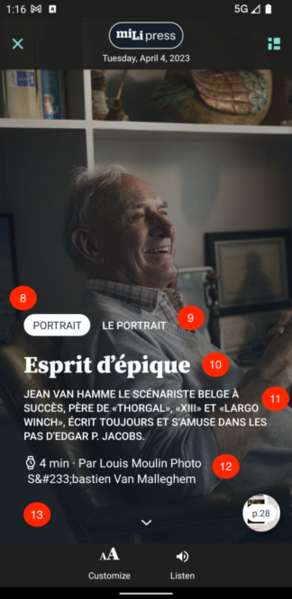 1:16 5G
miLi press
Tuesday, April 4, 2023
8
PORTRAIT LE PORTRAIT 9
Esprit d'épique 10
JEAN VAN HAMME LE SCÉNARISTE BELGE À 11
SUCCÈS, PÈRE DE «THORGAL», «XIII» ET «LARGO
WINCH», ÉCRIT TOUJOURS ET S'AMUSE DANS LES
PAS D'EDGAR P. JACOBS.
4 min · Par Louis Moulin Photo 12
S&#233;bastien Van Malleghem
13 p.28
AA
Customize Listen